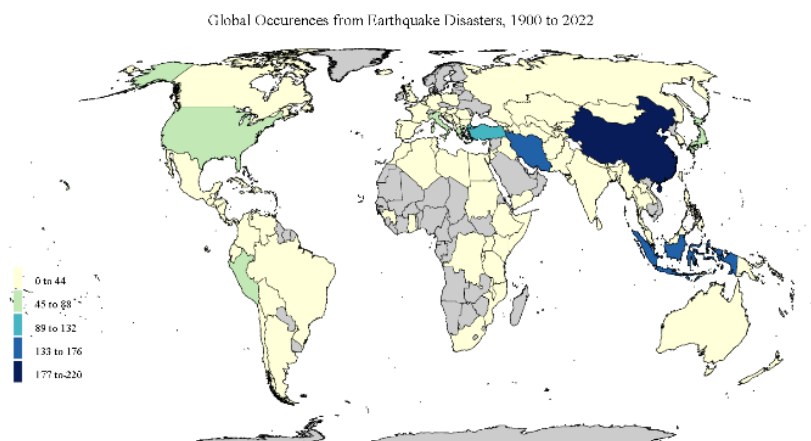 Global Occurences from Earthquake Disasters, 1900 to 2022
0 to 44
45 to 88
89 to 132
133 to 176
177 to 220